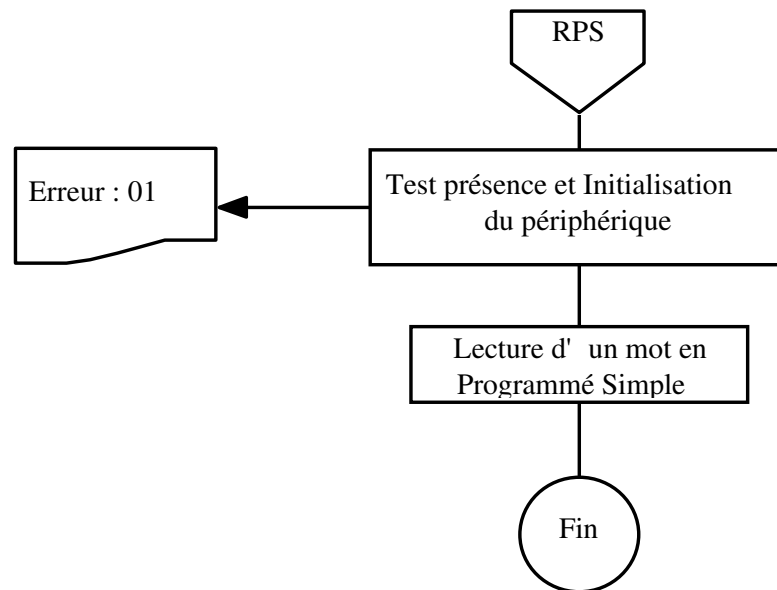 RPS
Erreur : 01
Test présence et Initialisation
du périphérique
Lecture d' un mot en
Programmé Simple
Fin